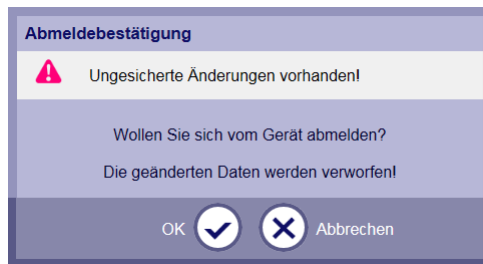 Abmeldebestätigung
Ungesicherte Änderungen vorhanden!
Wollen Sie sich vom Gerät abmelden?
Die geänderten Daten werden verworfen!
OK Abbrechen